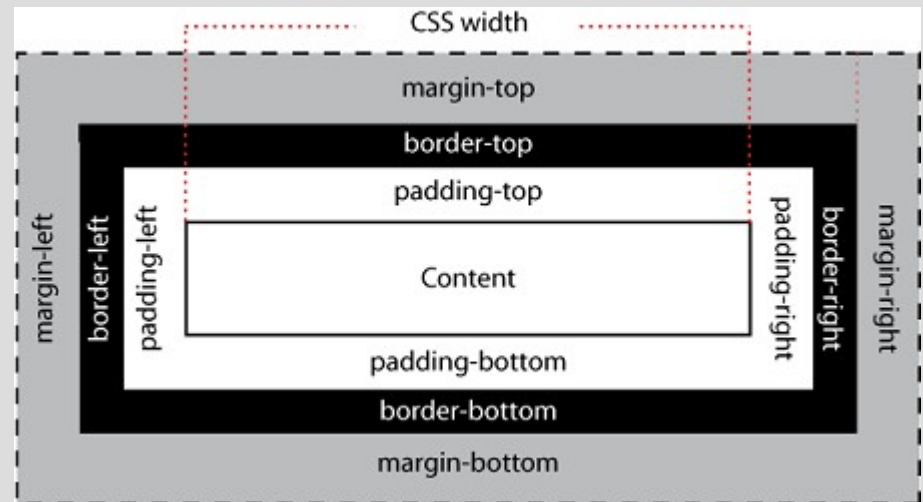 CSS width
margin-top
border-top
padding-top
margin-left
border-left
padding-left
Content
padding-right
border-right
margin-right
padding-bottom
border-bottom
margin-bottom